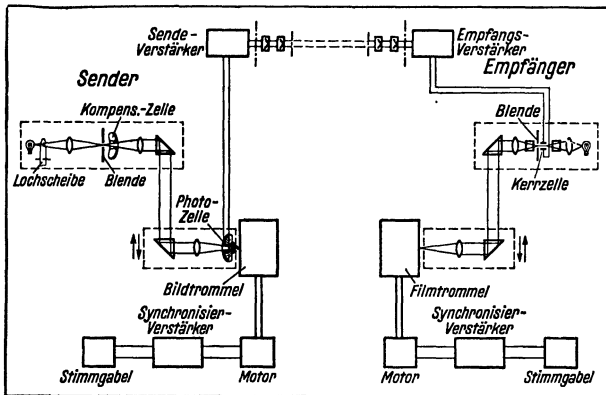 Sende-
Verstärker
Empfangs-
Verstärker
Sender
Empfänger
Kompens.-Zelle
Blende
Lochscheibe
Blende
Kerrzelle
Photo-
Zelle
Bildtrommel
Filmtrommel
Synchronisier-
Verstärker
Synchronisier-
Verstärker
Stimmgabel
Motor
Motor
Stimmgabel